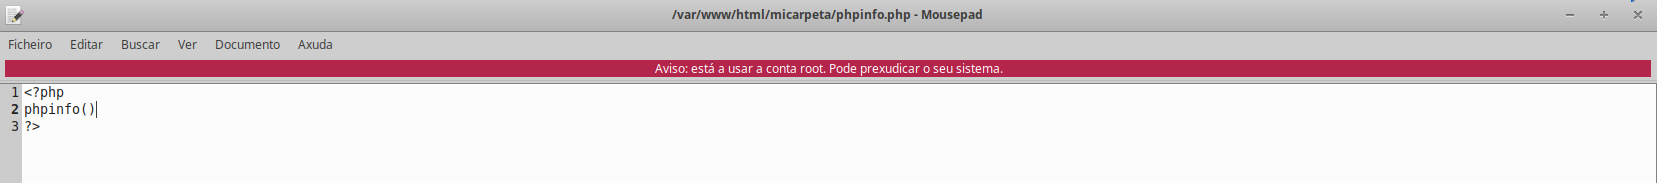 /var/www/html/micarpeta/phpinfo.php - Mousepad
Ficheiro Editar Buscar Ver Documento Axuda
Aviso: está a usar a conta root. Pode prexudicar o seu sistema.
1 <?php
2 phpinfo()
3 ?>